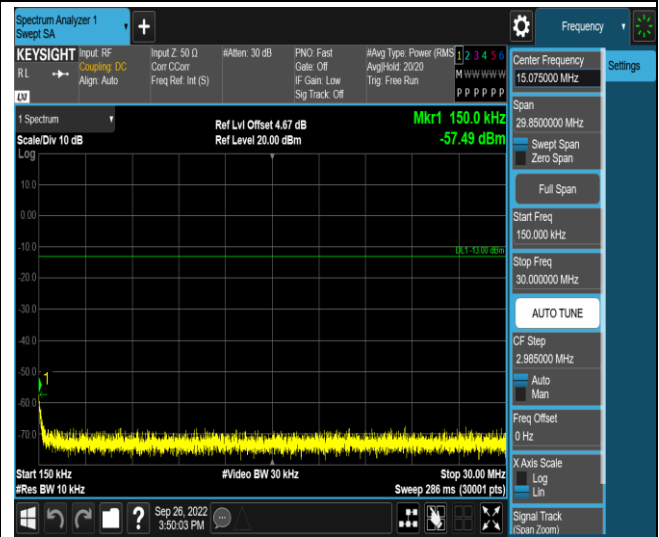 Spectrum Analyzer 1
Swept SA
+
Frequency
KEYSIGHT
RL
LXI
Input: RF
Coupling: DC
Align: Auto
Input Z: 50 Ω
Corr CCorr
Freq Ref: Int (S)
#Atten: 30 dB
PNO: Fast
Gate: Off
IF Gain: Low
Sig Track: Off
#Avg Type: Power (RMS
Avg|Hold: 20/20
Trig: Free Run
1 2 3 4 5 6
M W W W W W
P P P P P P
1 Spectrum
Scale/Div 10 dB
Log
Ref Lvl Offset 4.67 dB
Ref Level 20.00 dBm
Mkr1 150.0 kHz
-57.49 dBm
10.0
0.00
-10.0
DL1 -13.00 dBm
-20.0
-30.0
-40.0
-50.0
1
-60.0
-70.0
Start 150 kHz
#Res BW 10 kHz
#Video BW 30 kHz
Stop 30.00 MHz
Sweep 286 ms (30001 pts)
Center Frequency
15.075000 MHz
Settings
Span
29.8500000 MHz
Swept Span
Zero Span
Full Span
Start Freq
150.000 kHz
Stop Freq
30.000000 MHz
AUTO TUNE
CF Step
2.985000 MHz
Auto
Man
Freq Offset
0 Hz
X Axis Scale
Log
Lin
Signal Track
(Span Zoom)
?
Sep 26, 2022
3:50:03 PM